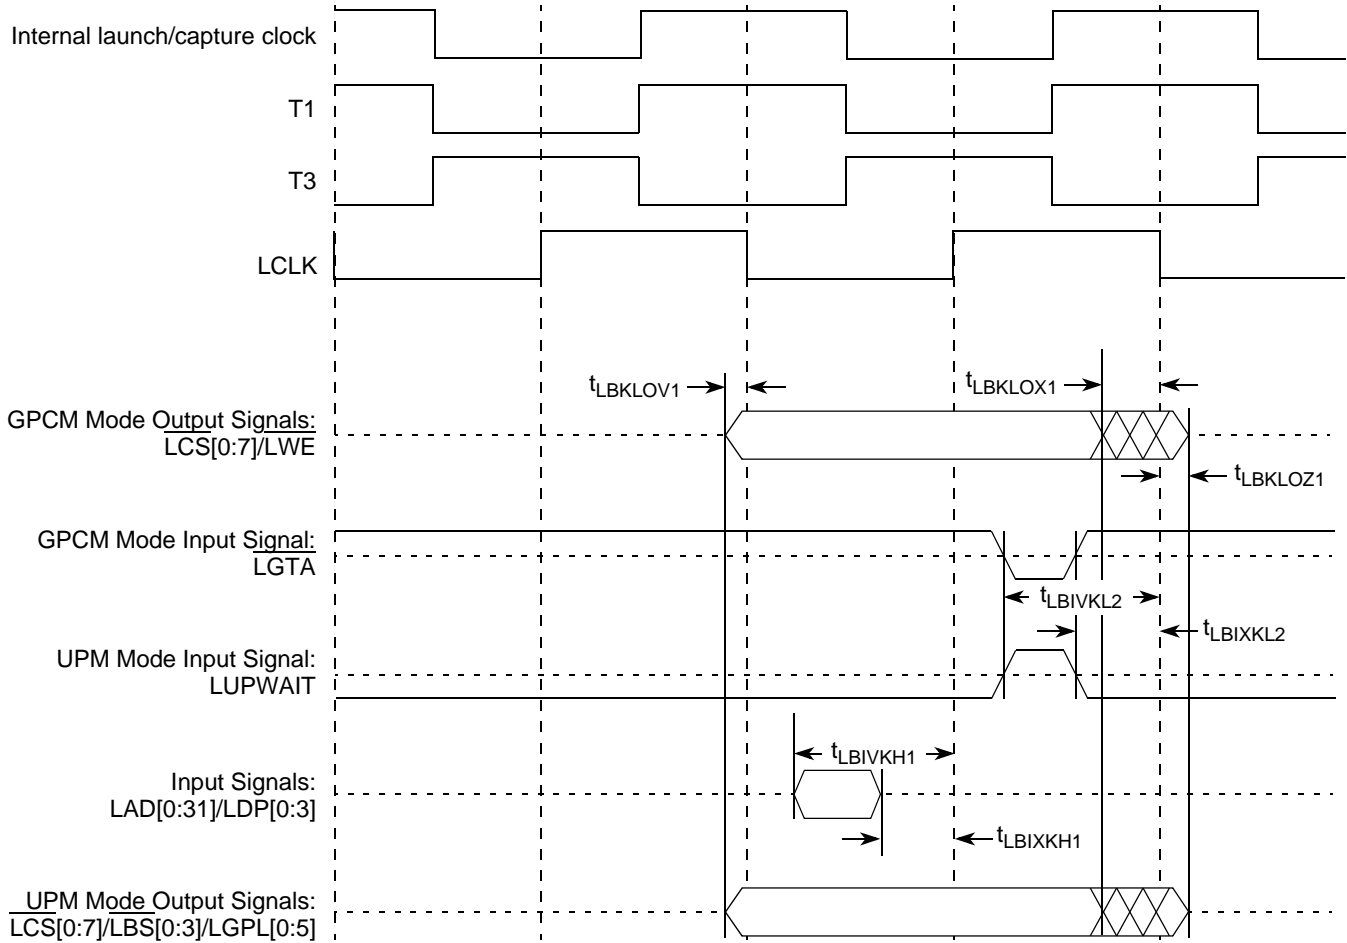 Internal launch/capture clock
T1
T3
LCLK
tLBKLOV1
tLBKLOX1
GPCM Mode Output Signals:
LCS[0:7]/LWE
tLBKLOZ1
GPCM Mode Input Signal:
LGTA
tLBIVKL2
tLBIXKL2
UPM Mode Input Signal:
LUPWAIT
tLBIVKH1
Input Signals:
LAD[0:31]/LDP[0:3]
tLBIXKH1
UPM Mode Output Signals:
LCS[0:7]/LBS[0:3]/LGPL[0:5]